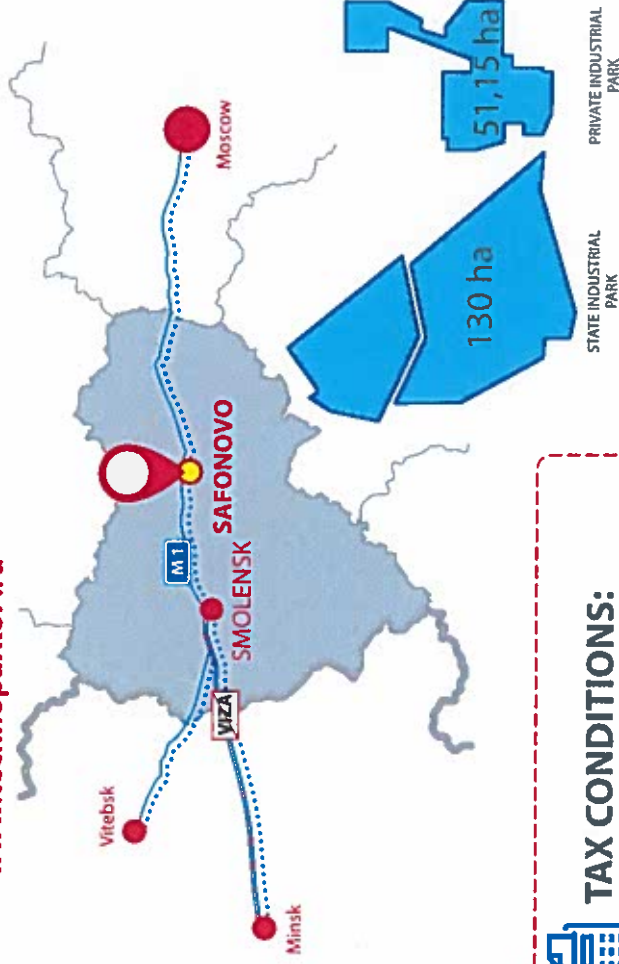 Moscow
Vitebsk
M1
SAFONOVO
SMOLENSK
VIZA
Minsk
130 ha
51,15 ha
STATE INDUSTRIAL
PARK
PRIVATE INDUSTRIAL
PARK
TAX CONDITIONS: